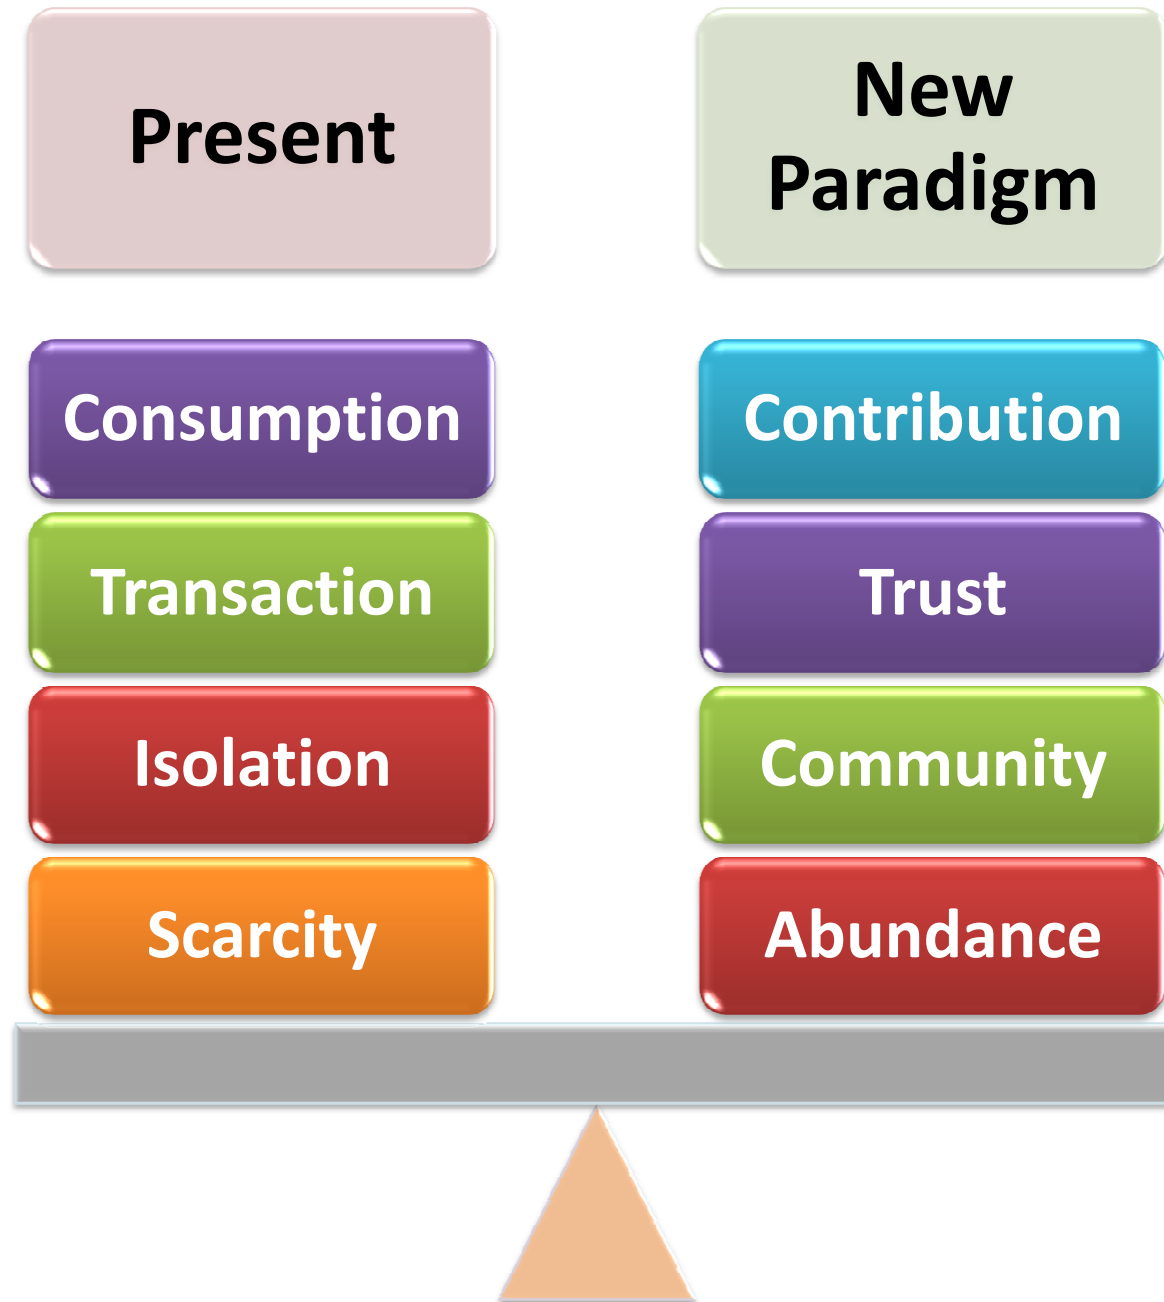 Present
New
Paradigm
Consumption
Contribution
Transaction
Trust
Isolation
Community
Scarcity
Abundance